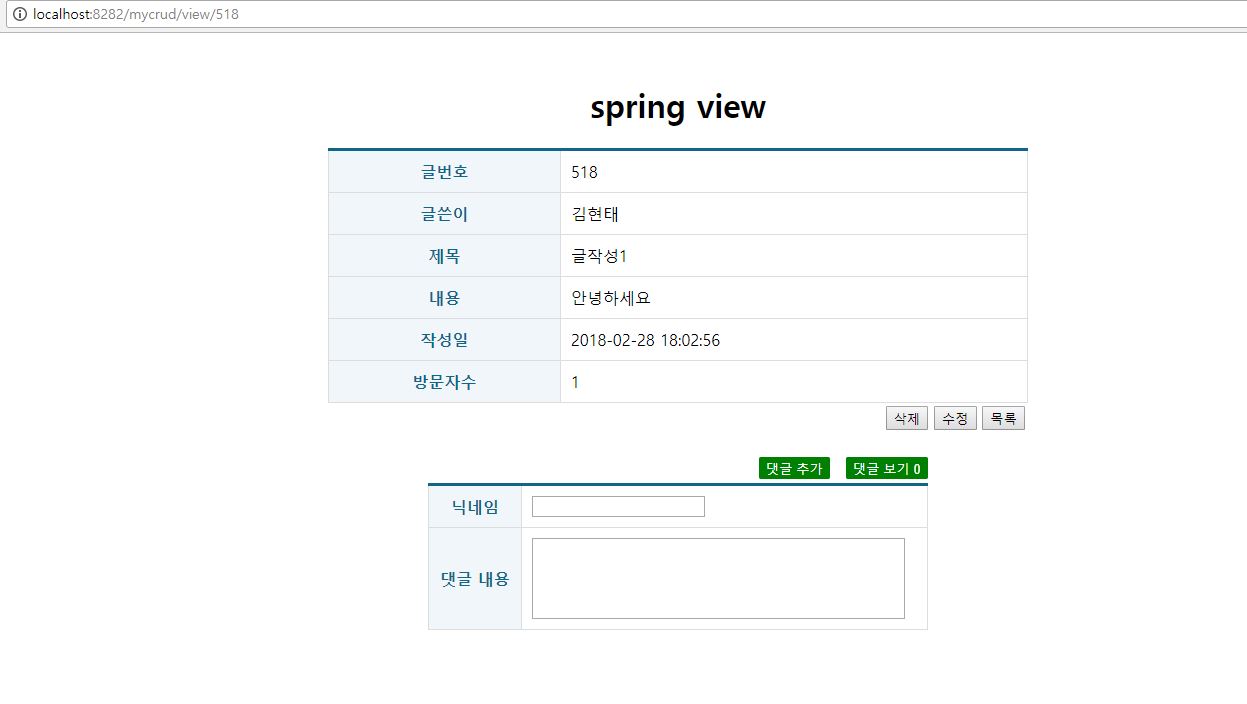 localhost:8282/mycrud/view/518
spring view
글번호 518
글쓴이 김현태
제목 글작성1
내용 안녕하세요
작성일 2018-02-28 18:02:56
방문자수 1
삭제 수정 목록
댓글 추가 댓글 보기 0
닉네임
댓글 내용